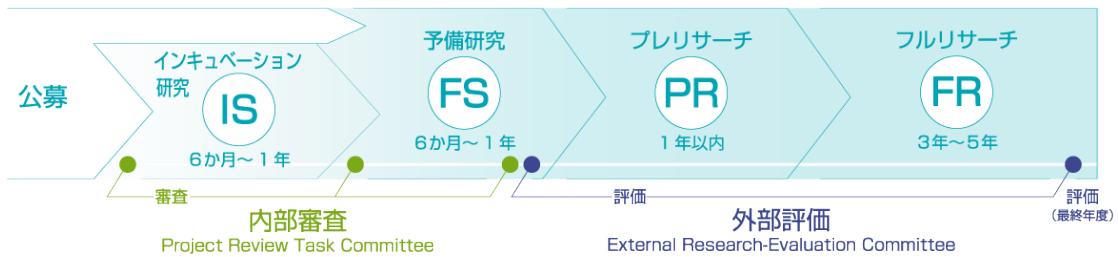 公募
インキュベーション
研究
IS
6か月～1年
予備研究
FS
6か月～1年
プレリサーチ
PR
1年以内
フルリサーチ
FR
3年～5年
審査
内部審査
Project Review Task Committee
評価
外部評価
External Research-Evaluation Committee
評価
(最終年度)